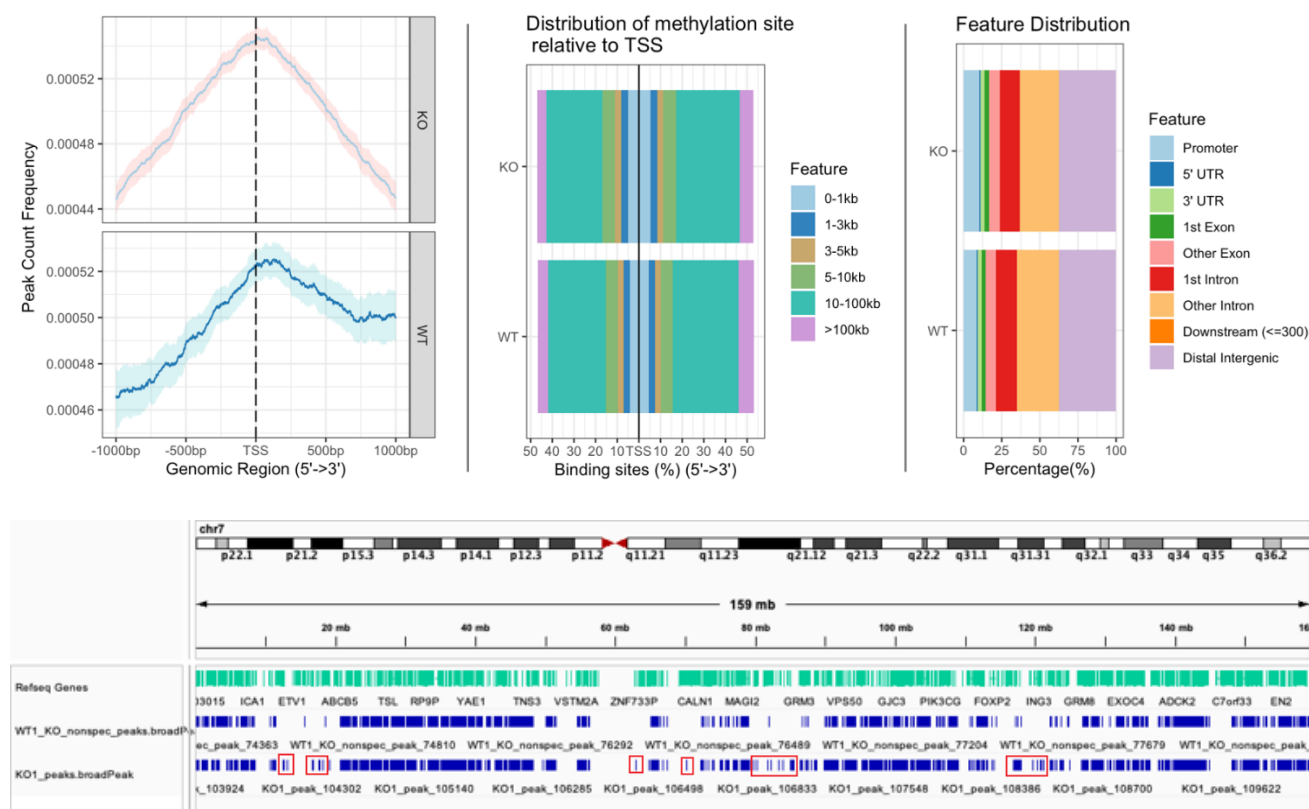 Peak Count Frequency
0.00052
0.00048
0.00044
KO
0.00052
0.00050
0.00048
0.00046
WT
-1000bp -500bp TSS 500bp 1000bp
Genomic Region (5'->3')
Distribution of methylation site
relative to TSS
KO
WT
50 40 30 20 10 TSS 10 20 30 40 50
Binding sites (%) (5'->3')
Feature
0-1kb
1-3kb
3-5kb
5-10kb
10-100kb
>100kb
Feature Distribution
KO
WT
0 25 50 75 100
Percentage(%)
Feature
Promoter
5' UTR
3' UTR
1st Exon
Other Exon
1st Intron
Other Intron
Downstream (<=300)
Distal Intergenic
chr7
p22.1 p21.2 p15.3 p14.3 p14.1 p12.3 p11.2 q11.21 q11.23 q21.12 q21.3 q22.2 q31.1 q31.31 q32.1 q33 q34 q35 q36.2
159 mb
20 mb 40 mb 60 mb 80 mb 100 mb 120 mb 140 mb 16
Refseq Genes
03015 ICA1 ETV1 ABCB5 TSL RP9P YAE1 TNS3 VSTM2A ZNF733P CALN1 MAGI2 GRM3 VPS50 GJC3 PIK3CG FOXP2 ING3 GRM8 EXOC4 ADCK2 C7orf33 EN2
WT1_KO_nonspec_peaks.broadP
ec_peak_74363 WT1_KO_nonspec_peak_74810 WT1_KO_nonspec_peak_76292 WT1_KO_nonspec_peak_76489 WT1_KO_nonspec_peak_77204 WT1_KO_nonspec_peak_77679 WT1_KO_nonspec_peak_
KO1_peaks.broadPeak
_103924 KO1_peak_104302 KO1_peak_105140 KO1_peak_106285 KO1_peak_106498 KO1_peak_106833 KO1_peak_107548 KO1_peak_108386 KO1_peak_108700 KO1_peak_109622